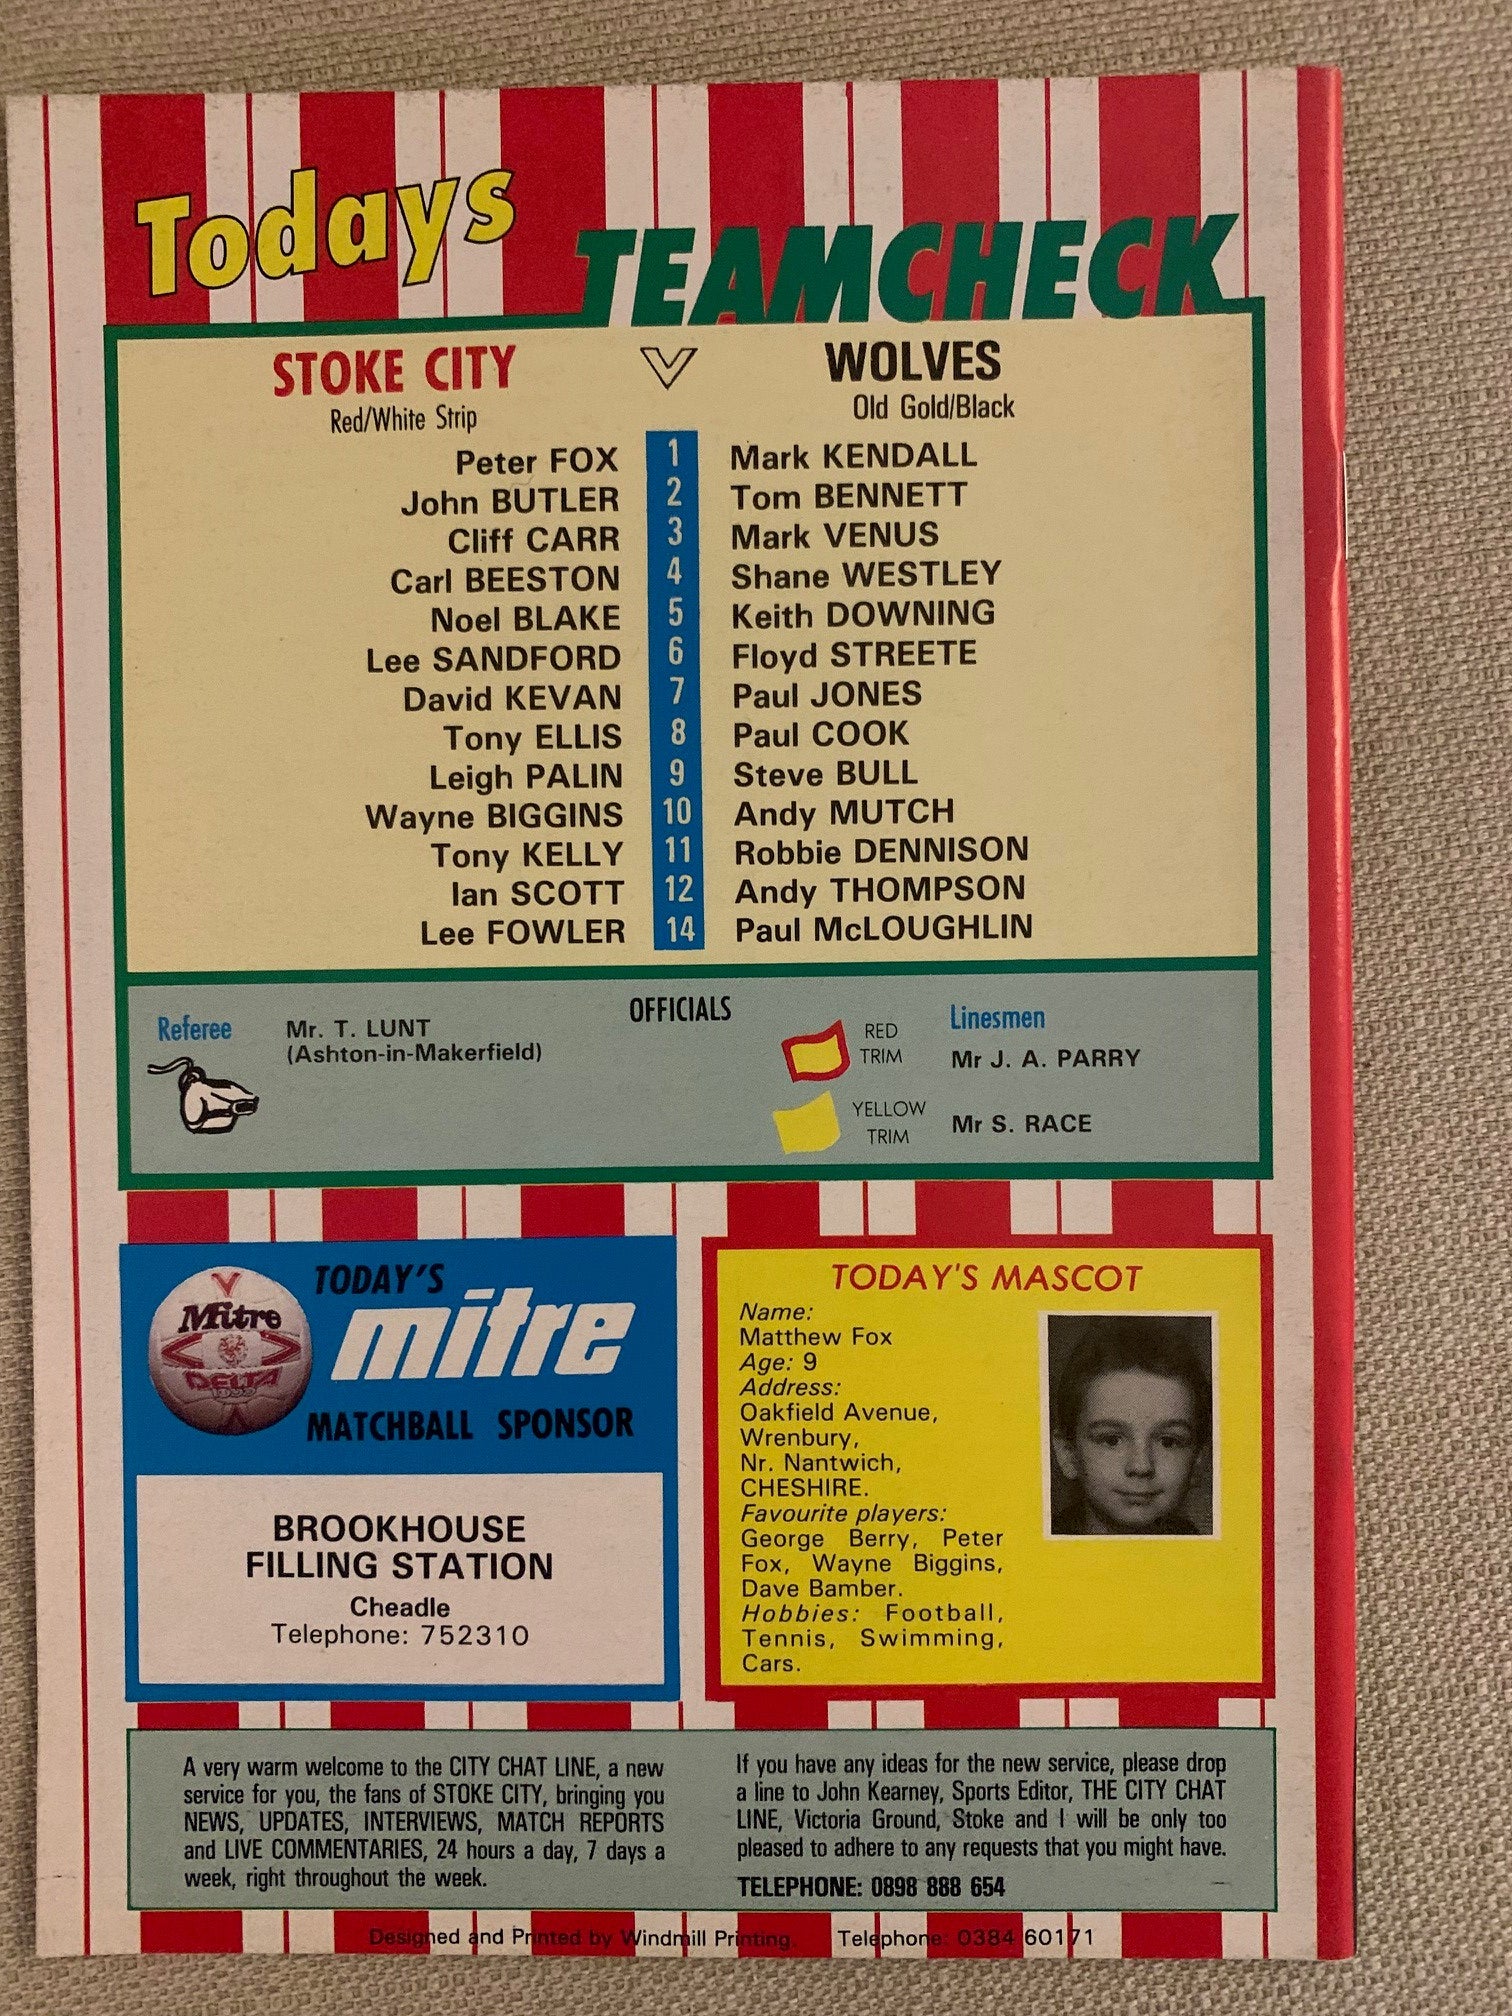 Todays
TEAMCHECK
STOKE CITY V WOLVES
Red/White Strip Old Gold/Black
Peter FOX 1 Mark KENDALL
John BUTLER 2 Tom BENNETT
Cliff CARR 3 Mark VENUS
Carl BEESTON 4 Shane WESTLEY
Noel BLAKE 5 Keith DOWNING
Lee SANDFORD 6 Floyd STREETE
David KEVAN 7 Paul JONES
Tony ELLIS 8 Paul COOK
Leigh PALIN 9 Steve BULL
Wayne BIGGINS 10 Andy MUTCH
Tony KELLY 11 Robbie DENNISON
Ian SCOTT 12 Andy THOMPSON
Lee FOWLER 14 Paul McLOUGHLIN
OFFICIALS
Referee
Mr. T. LUNT
(Ashton-in-Makerfield)
Linesmen
RED
TRIM
Mr J. A. PARRY
YELLOW
TRIM
Mr S. RACE
TODAY'S
mitre
MATCHBALL SPONSOR
Mitre
DELTA
BROOKHOUSE
FILLING STATION
Cheadle
Telephone: 752310
TODAY'S MASCOT
Name:
Matthew Fox
Age: 9
Address:
Oakfield Avenue,
Wrenbury,
Nr. Nantwich,
CHESHIRE.
Favourite players:
George Berry, Peter
Fox, Wayne Biggins,
Dave Bamber.
Hobbies: Football,
Tennis, Swimming,
Cars.
A very warm welcome to the CITY CHAT LINE, a new
service for you, the fans of STOKE CITY, bringing you
NEWS, UPDATES, INTERVIEWS, MATCH REPORTS
and LIVE COMMENTARIES, 24 hours a day, 7 days a
week, right throughout the week.
If you have any ideas for the new service, please drop
a line to John Kearney, Sports Editor, THE CITY CHAT
LINE, Victoria Ground, Stoke and I will be only too
pleased to adhere to any requests that you might have.
TELEPHONE: 0898 888 654
Designed and Printed by Windmill Printing. Telephone: 0384 60171